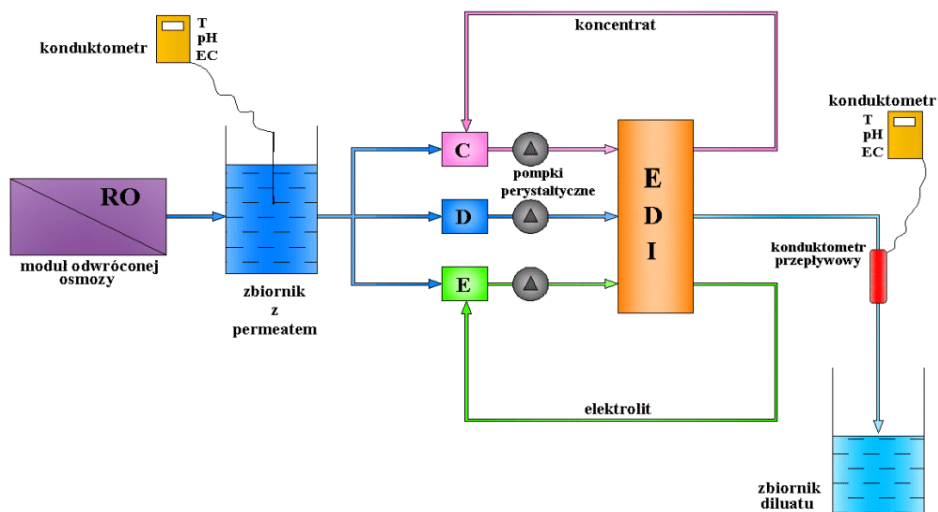 koncentrat
T
pH
EC
konduktometr
konduktometr
T
pH
EC
C
pompki
perystaltyczne
E
D
I
RO
D
moduł odwróconej
osmozy
konduktometr
przepływowy
E
zbiornik
z
permeatem
elektrolit
zbiornik
diluatu